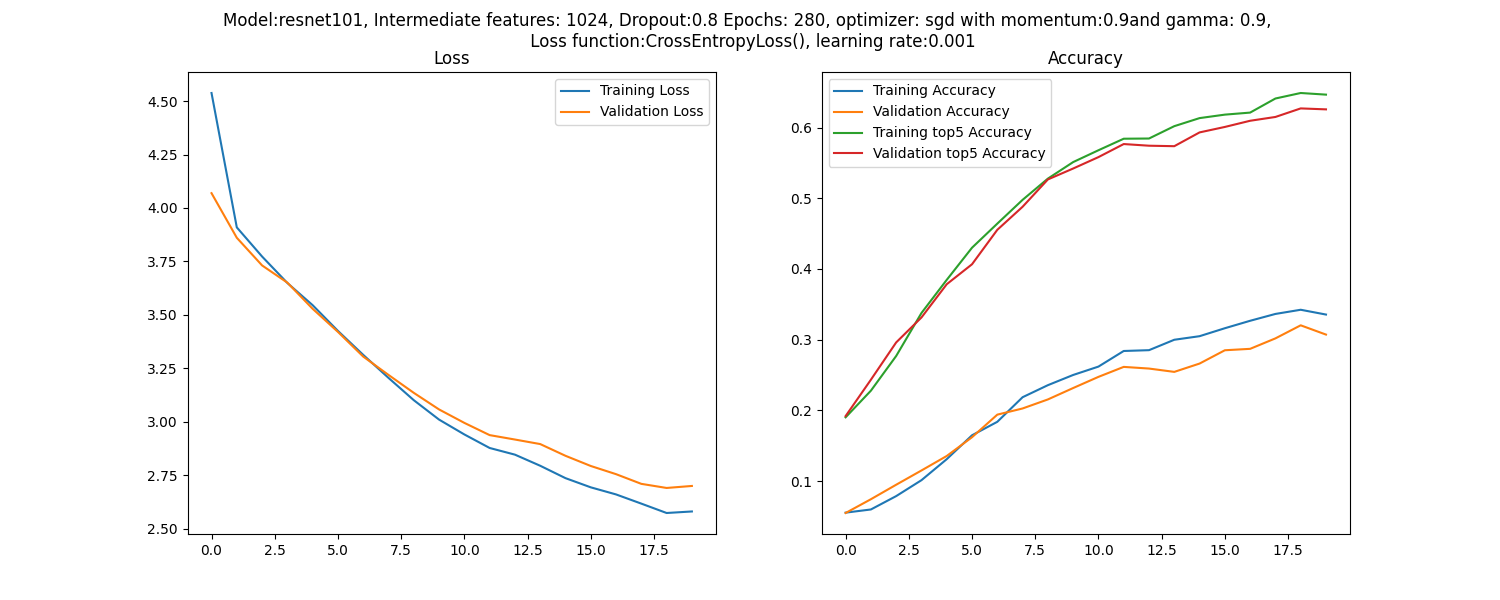 Model:resnet101, Intermediate features: 1024, Dropout:0.8 Epochs: 280, optimizer: sgd with momentum:0.9and gamma: 0.9,
Loss function:CrossEntropyLoss(), learning rate:0.001
Loss
Training Loss
Validation Loss
4.50
4.25
4.00
3.75
3.50
3.25
3.00
2.75
2.50
0.0 2.5 5.0 7.5 10.0 12.5 15.0 17.5
Accuracy
Training Accuracy
Validation Accuracy
Training top5 Accuracy
Validation top5 Accuracy
0.6
0.5
0.4
0.3
0.2
0.1
0.0 2.5 5.0 7.5 10.0 12.5 15.0 17.5